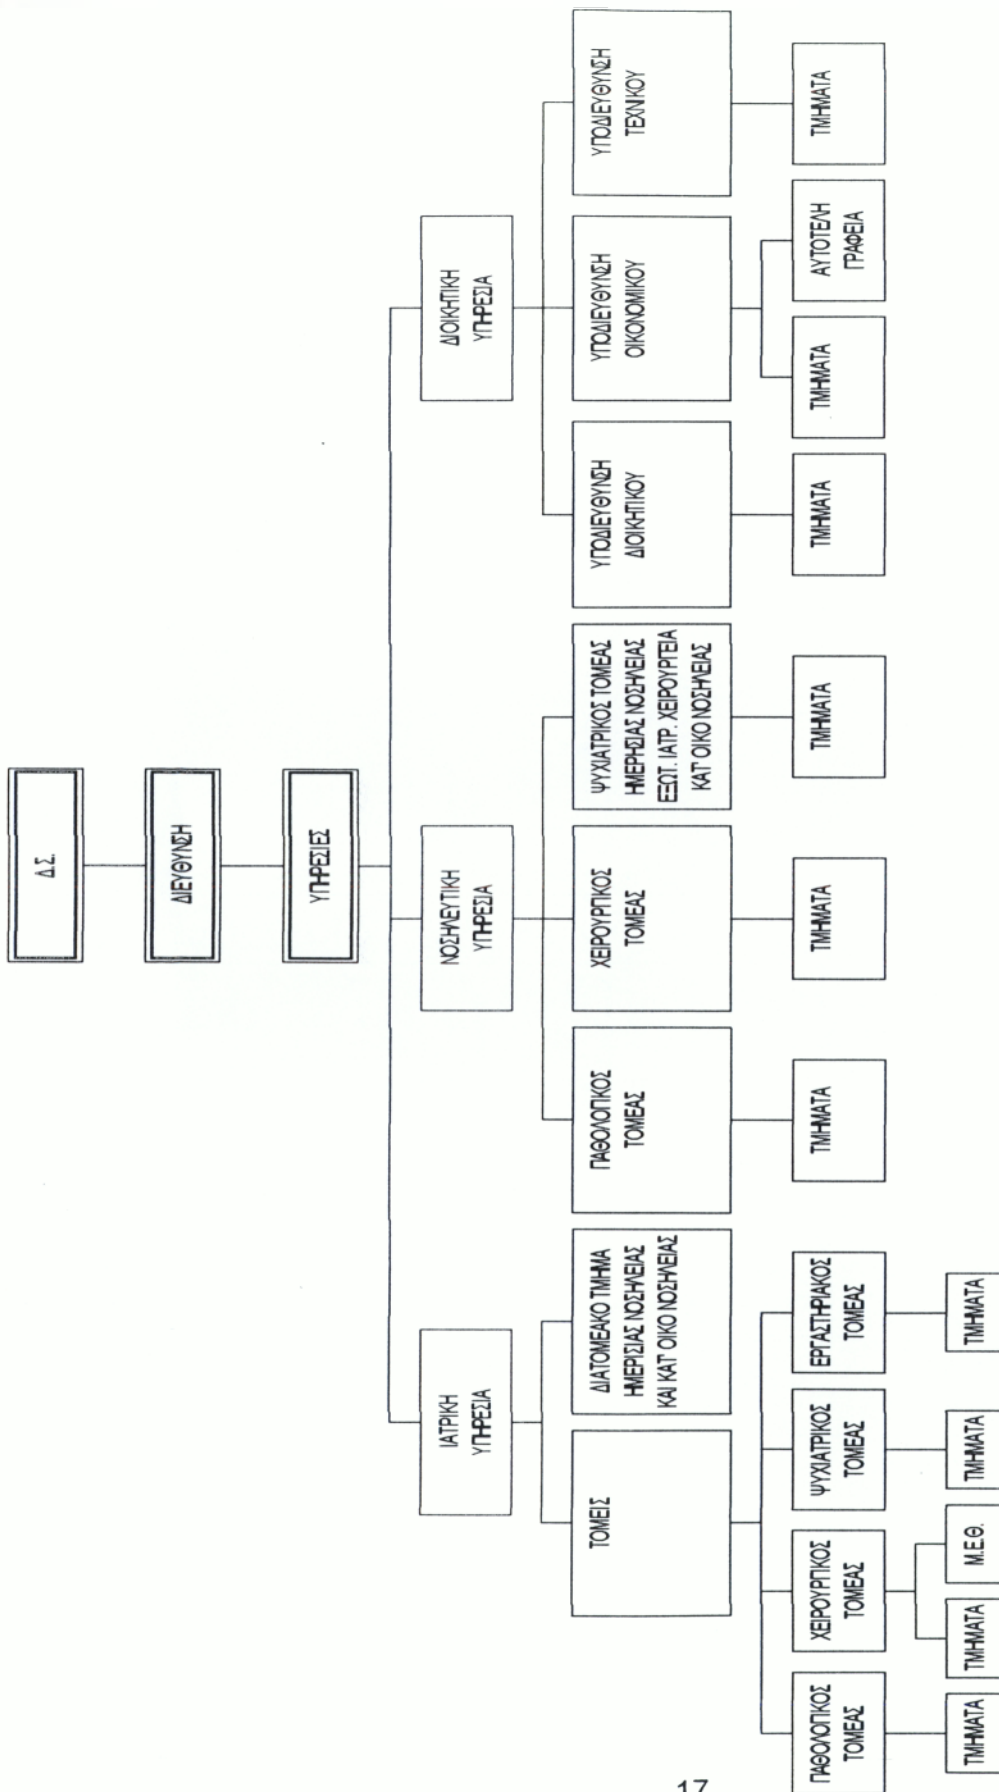 Δ.Σ.
ΔΙΕΥΘΥΝΣΗ
ΥΠΗΡΕΣΙΕΣ
ΙΑΤΡΙΚΗ
ΥΠΗΡΕΣΙΑ
ΝΟΣΗΛΕΥΤΙΚΗ
ΥΠΗΡΕΣΙΑ
ΔΙΟΙΚΗΤΙΚΗ
ΥΠΗΡΕΣΙΑ
ΤΟΜΕΙΣ
ΔΙΑΤΟΜΕΑΚΟ ΤΜΗΜΑ
ΗΜΕΡΙΣΙΑΣ ΝΟΣΗΛΕΙΑΣ
ΚΑΙ ΚΑΤ' ΟΙΚΟ ΝΟΣΗΛΕΙΑΣ
ΠΑΘΟΛΟΓΙΚΟΣ
ΤΟΜΕΑΣ
ΧΕΙΡΟΥΡΓΙΚΟΣ
ΤΟΜΕΑΣ
ΨΥΧΙΑΤΡΙΚΟΣ ΤΟΜΕΑΣ
ΗΜΕΡΗΣΙΑΣ ΝΟΣΗΛΕΙΑΣ
ΕΞΩΤ. ΙΑΤΡ. ΧΕΙΡΟΥΡΓΕΙΑ
ΚΑΤ' ΟΙΚΟ ΝΟΣΗΛΕΙΑΣ
ΥΠΟΔΙΕΥΘΥΝΣΗ
ΔΙΟΙΚΗΤΙΚΟΥ
ΥΠΟΔΙΕΥΘΥΝΣΗ
ΟΙΚΟΝΟΜΙΚΟΥ
ΥΠΟΔΙΕΥΘΥΝΣΗ
ΤΕΧΝΙΚΟΥ
ΠΑΘΟΛΟΓΙΚΟΣ
ΤΟΜΕΑΣ
ΧΕΙΡΟΥΡΓΙΚΟΣ
ΤΟΜΕΑΣ
ΨΥΧΙΑΤΡΙΚΟΣ
ΤΟΜΕΑΣ
ΕΡΓΑΣΤΗΡΙΑΚΟΣ
ΤΟΜΕΑΣ
ΤΜΗΜΑΤΑ
ΤΜΗΜΑΤΑ
ΤΜΗΜΑΤΑ
ΤΜΗΜΑΤΑ
ΤΜΗΜΑΤΑ
ΑΥΤΟΤΕΛΗ
ΓΡΑΦΕΙΑ
ΤΜΗΜΑΤΑ
ΤΜΗΜΑΤΑ
ΤΜΗΜΑΤΑ
Μ.Ε.Θ.
ΤΜΗΜΑΤΑ
ΤΜΗΜΑΤΑ
17